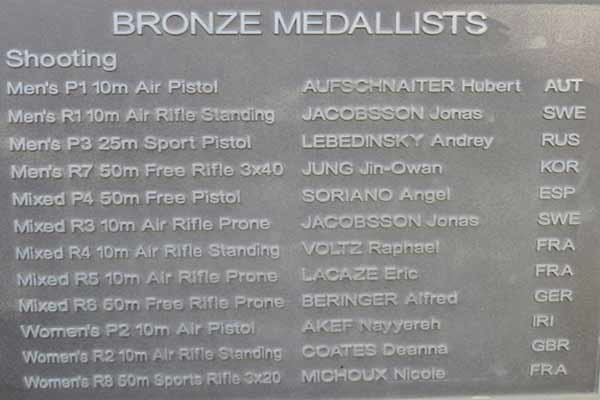 BRONZE MEDALLISTS
Shooting
Men's P1 10m Air Pistol AUFSCHNAITER Hubert AUT
Men's R1 10m Air Rifle Standing JACOBSSON Jonas SWE
Men's P3 25m Sport Pistol LEBEDINSKY Andrey RUS
Men's R7 50m Free Rifle 3x40 JUNG Jin-Owan KOR
Mixed P4 50m Free Pistol SORIANO Angel ESP
Mixed R3 10m Air Rifle Prone JACOBSSON Jonas SWE
Mixed R4 10m Air Rifle Standing VOLTZ Raphael FRA
Mixed R5 10m Air Rifle Prone LACAZE Eric FRA
Mixed R6 50m Free Rifle Prone BERINGER Alfred GER
Women's P2 10m Air Pistol AKEF Nayyereh IRI
Women's R2 10m Air Rifle Standing COATES Deanna GBR
Women's R8 50m Sports Rifle 3x20 MICHOUX Nicole FRA